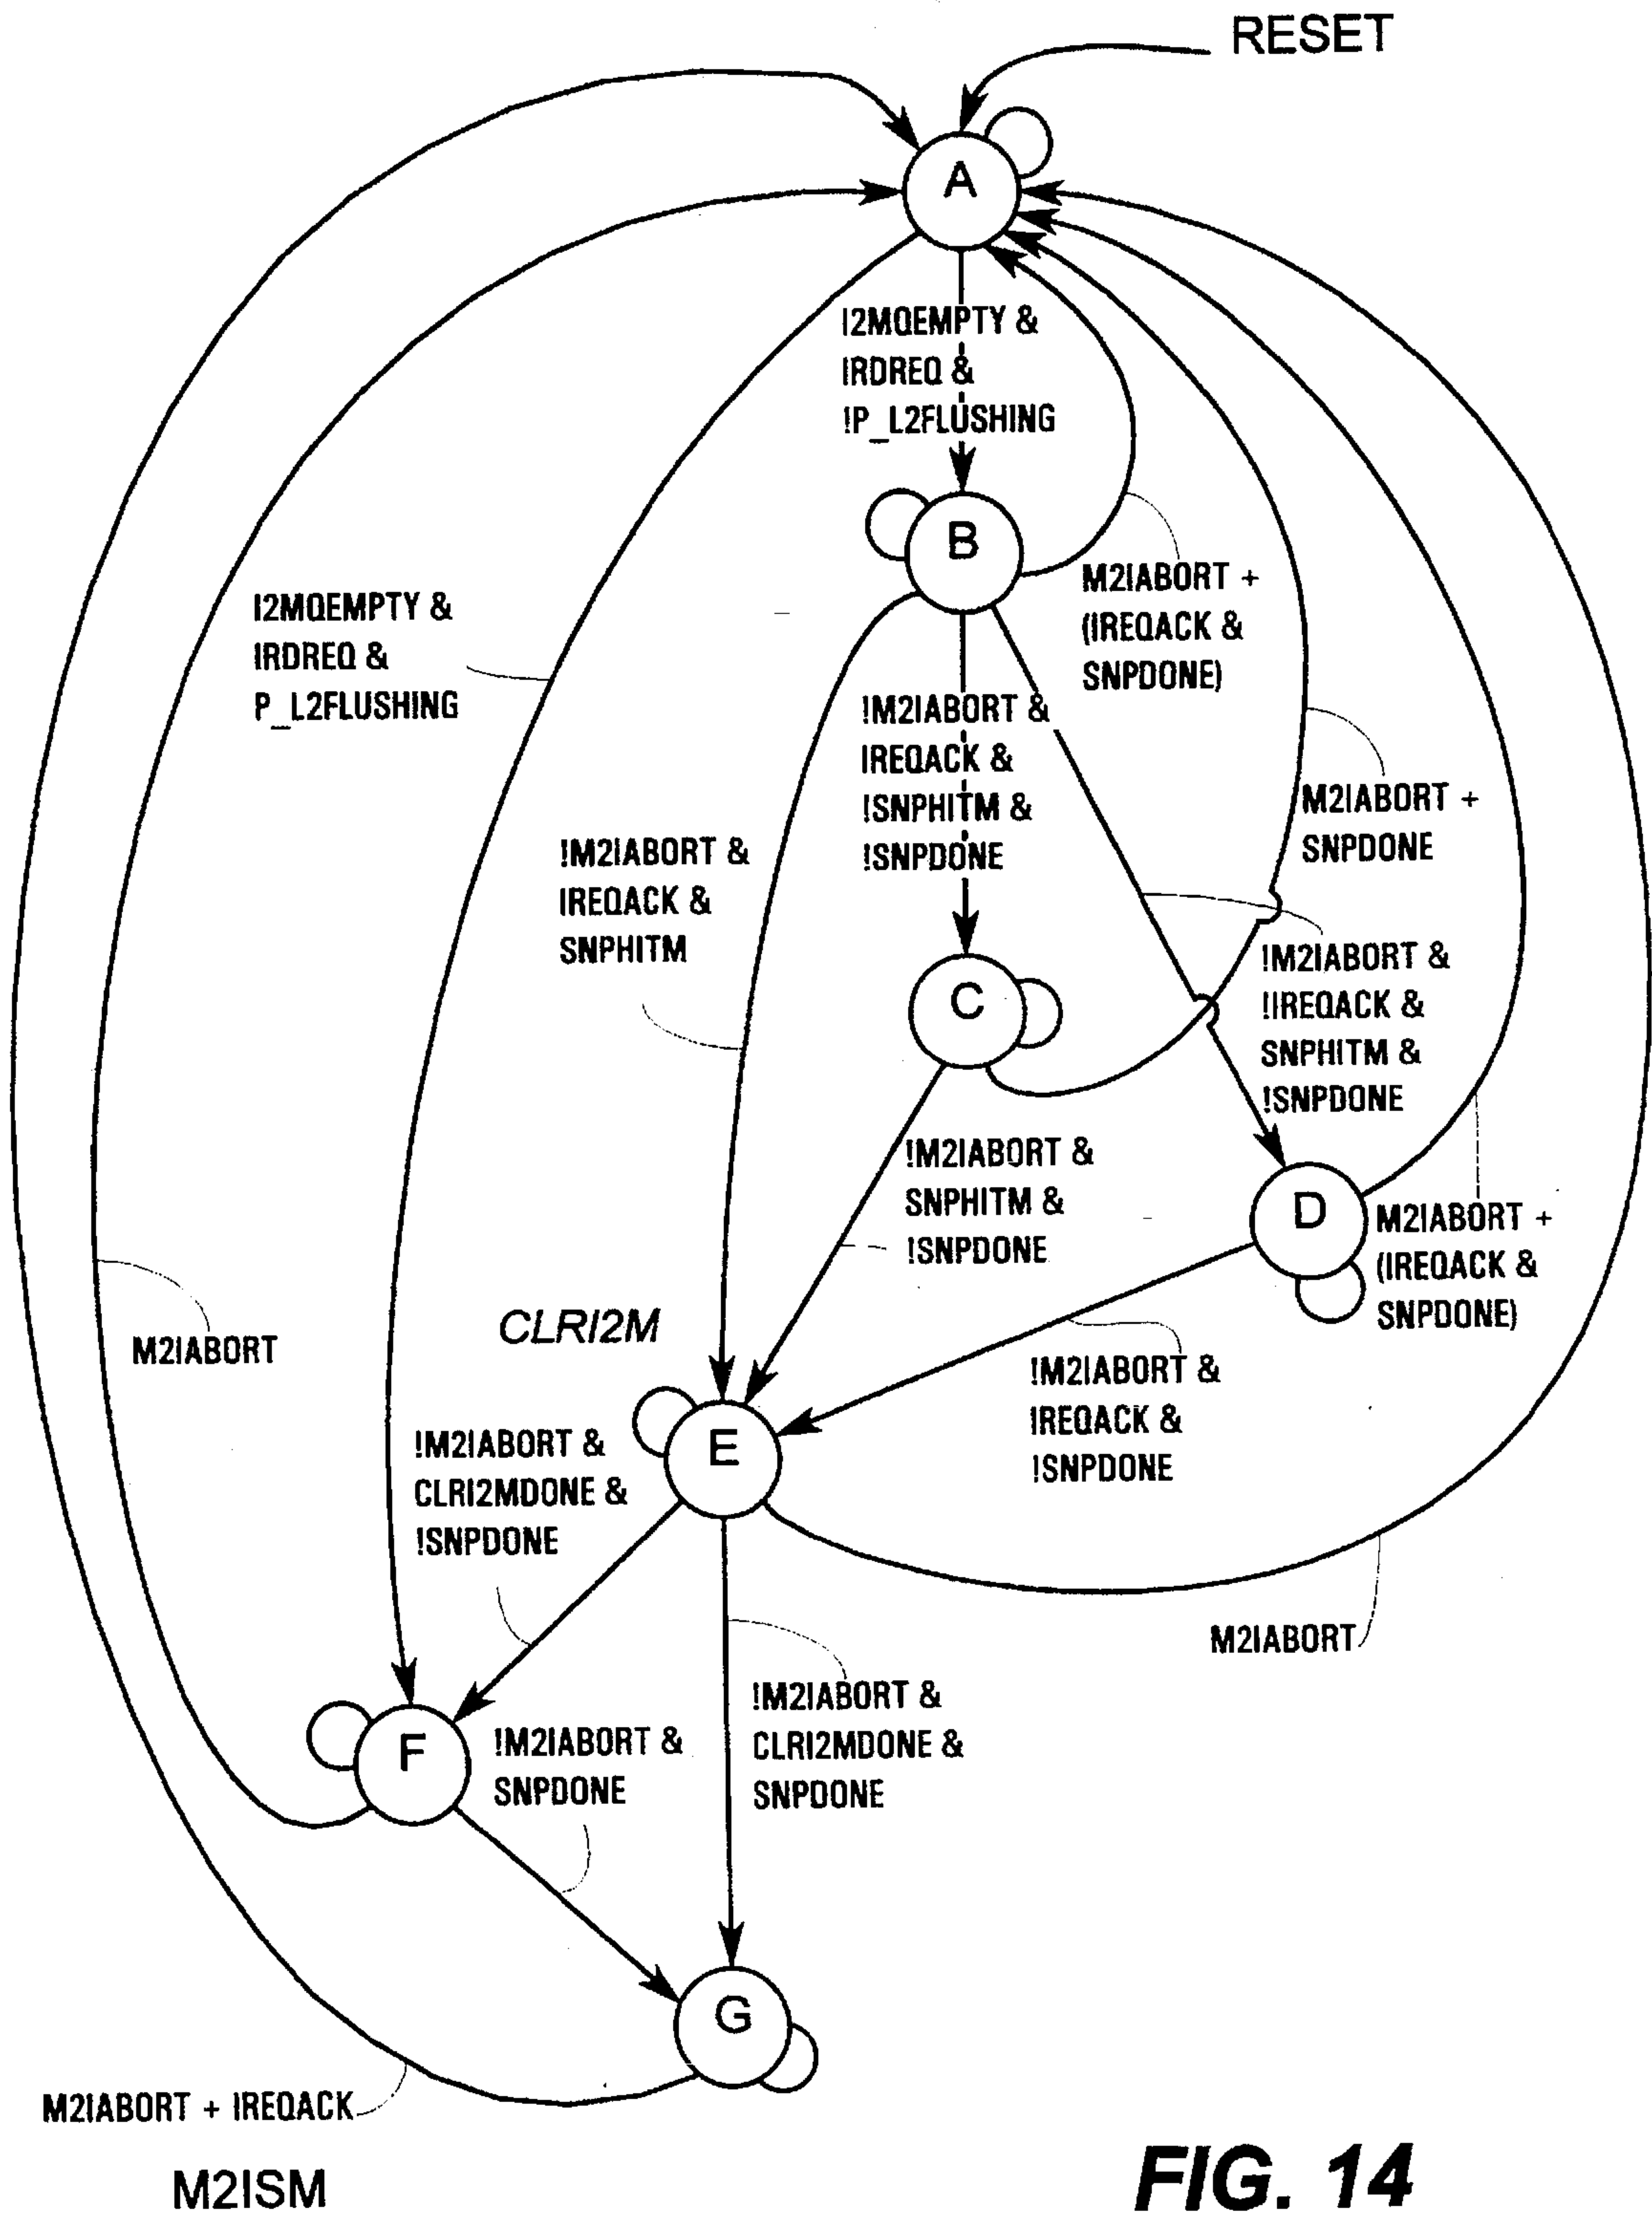 RESET
A
I2MQEMPTY &
IRDREQ &
!P_L2FLUSHING
B
M2IABORT +
(IREQACK &
SNPDONE)
I2MQEMPTY &
IRDREQ &
P_L2FLUSHING
!M2IABORT &
IREQACK &
!SNPHITM &
!SNPDONE
M2IABORT +
SNPDONE
!M2IABORT &
IREQACK &
SNPHITM
!M2IABORT &
!IREQACK &
SNPHITM &
!SNPDONE
C
!M2IABORT &
SNPHITM &
!SNPDONE
D
M2IABORT +
(IREQACK &
SNPDONE)
M2IABORT
CLRI2M
!M2IABORT &
IREQACK &
!SNPDONE
E
!M2IABORT &
CLRI2MDONE &
!SNPDONE
M2IABORT
!M2IABORT &
CLRI2MDONE &
SNPDONE
F
!M2IABORT &
SNPDONE
G
M2IABORT + IREQACK
M2ISM
FIG. 14